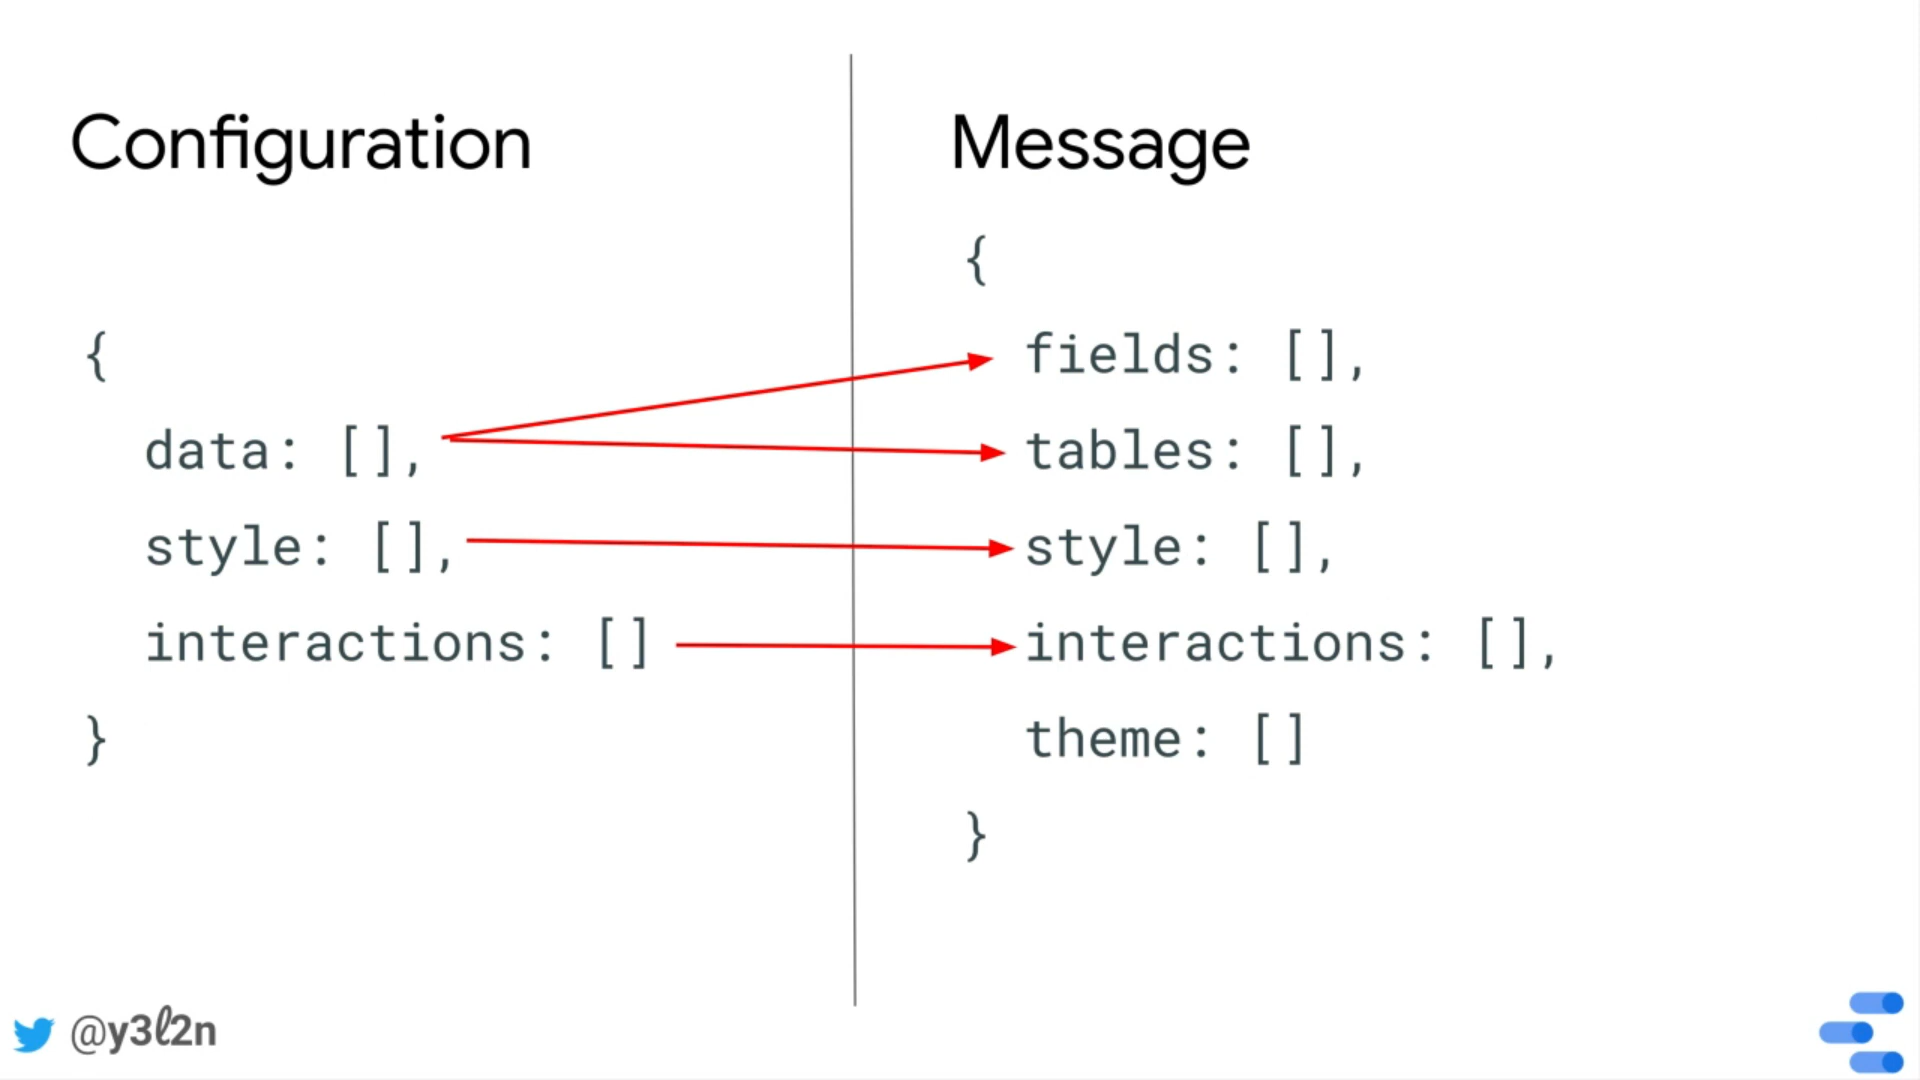 Configuration
{
data: [],
style: [],
interactions: []
}
Message
{
fields: [],
tables: [],
style: [],
interactions: [],
theme: []
}
@y3ℓ2n